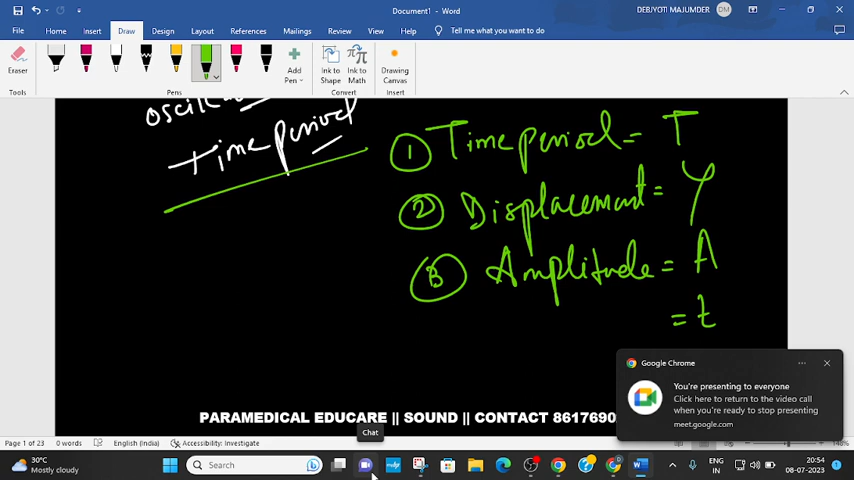 Document1 - Word
DEBJYOTI MAJUMDER DM
File Home Insert Draw Design Layout References Mailings Review View Help Tell me what you want to do
Eraser
Add Pen
Ink to Shape
Ink to Math
Drawing Canvas
Tools Pens Convert Insert
Time period
① Time period = T
② Displacement = Y
③ Amplitude = A
= t
Google Chrome
You're presenting to everyone
Click here to return to the video call
when you're ready to stop presenting
meet.google.com
PARAMEDICAL EDUCARE || SOUND || CONTACT 8617690
Chat
Page 1 of 23 0 words English (India) Accessibility: Investigate 148%
30°C
Mostly cloudy
Search
ENG
IN
20:54
08-07-2023